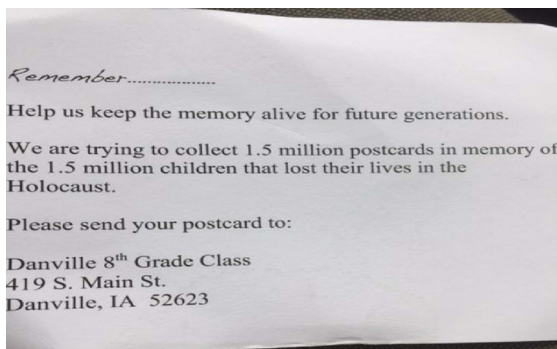 Remember.................
Help us keep the memory alive for future generations.
We are trying to collect 1.5 million postcards in memory of
the 1.5 million children that lost their lives in the
Holocaust.
Please send your postcard to:
Danville 8th Grade Class
419 S. Main St.
Danville, IA 52623